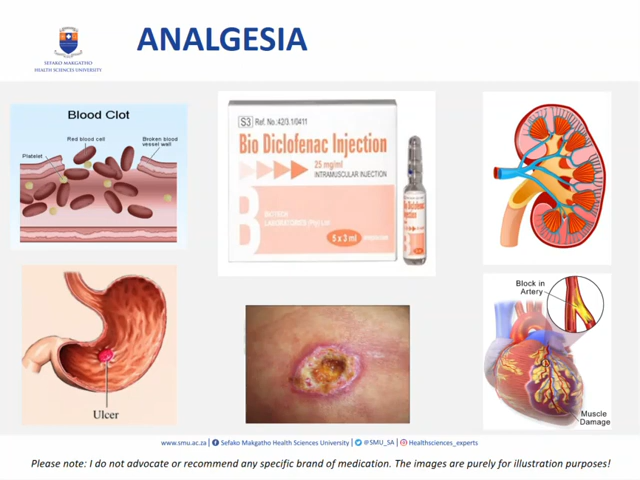 SEFAKO MAKGATHO
HEALTH SCIENCES UNIVERSITY
ANALGESIA
Blood Clot
Red blood cell
Broken blood
vessel wall
Platelet
S3 Ref. No.:42/3.1/0411
Bio Diclofenac Injection
25 mg/ml
INTRAMUSCULAR INJECTION
B
LABORATORIES (Pty) Ltd
5 x 3 ml
Bio Diclofenac
Injection
Ulcer
Block in
Artery
Muscle
Damage
www.smu.ac.za | Sefako Makgatho Health Sciences University | @SMU_SA | Healthsciences_experts
Please note: I do not advocate or recommend any specific brand of medication. The images are purely for illustration purposes!